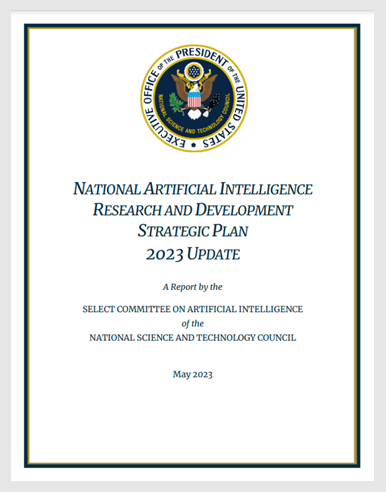 EXECUTIVE OFFICE OF THE PRESIDENT OF THE UNITED STATES
NATIONAL SCIENCE AND TECHNOLOGY COUNCIL
NATIONAL ARTIFICIAL INTELLIGENCE
RESEARCH AND DEVELOPMENT
STRATEGIC PLAN
2023 UPDATE
A Report by the
SELECT COMMITTEE ON ARTIFICIAL INTELLIGENCE
of the
NATIONAL SCIENCE AND TECHNOLOGY COUNCIL
May 2023